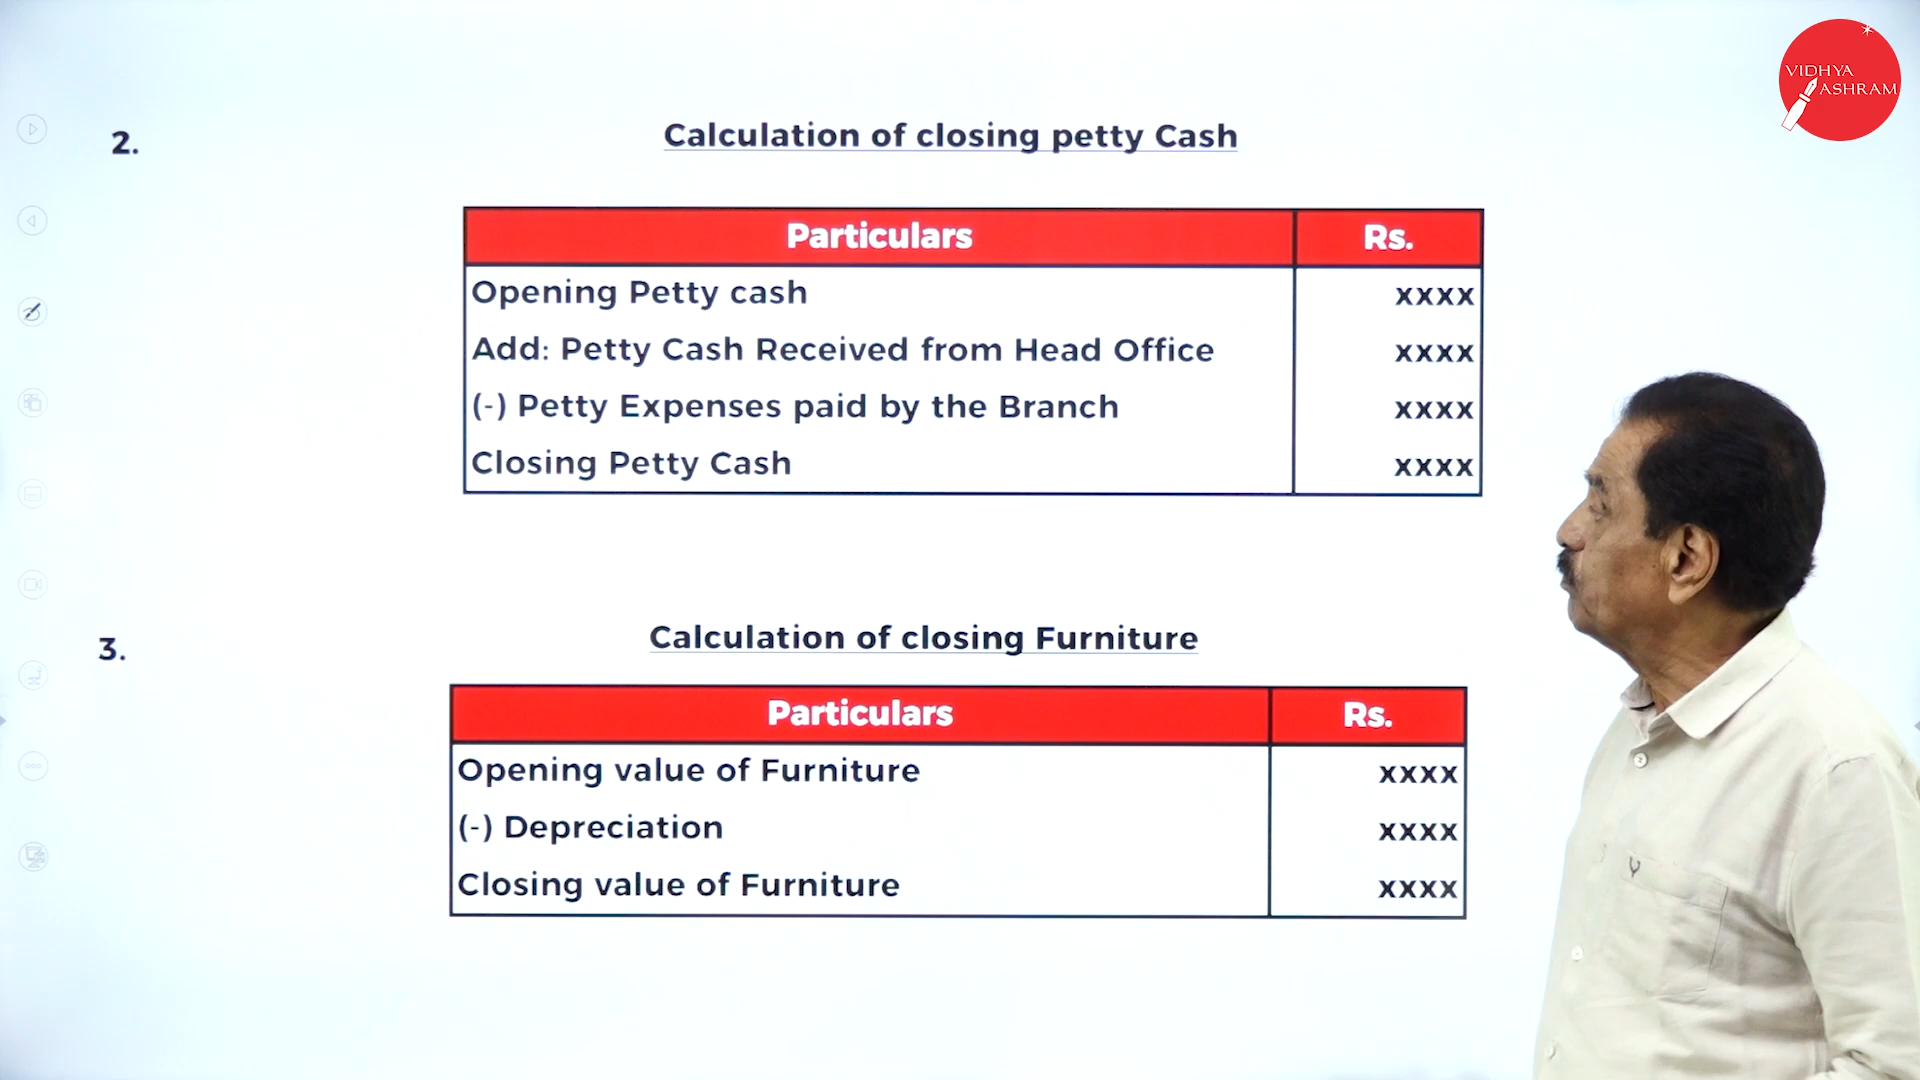 VIDHYA
ASHRAM
2.
Calculation of closing petty Cash
Particulars
Rs.
Opening Petty cash
xxxx
Add: Petty Cash Received from Head Office
xxxx
(-) Petty Expenses paid by the Branch
xxxx
Closing Petty Cash
xxxx
3.
Calculation of closing Furniture
Particulars
Rs.
Opening value of Furniture
xxxx
(-) Depreciation
xxxx
Closing value of Furniture
xxxx